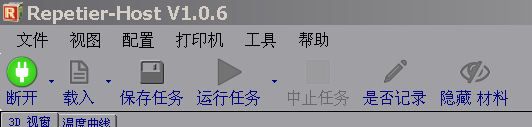 Repetier-Host V1.0.6
文件 视图 配置 打印机 工具 帮助
断开 载入 保存任务 运行任务 中止任务 是否记录 隐藏 材料
3D 视窗 温度曲线